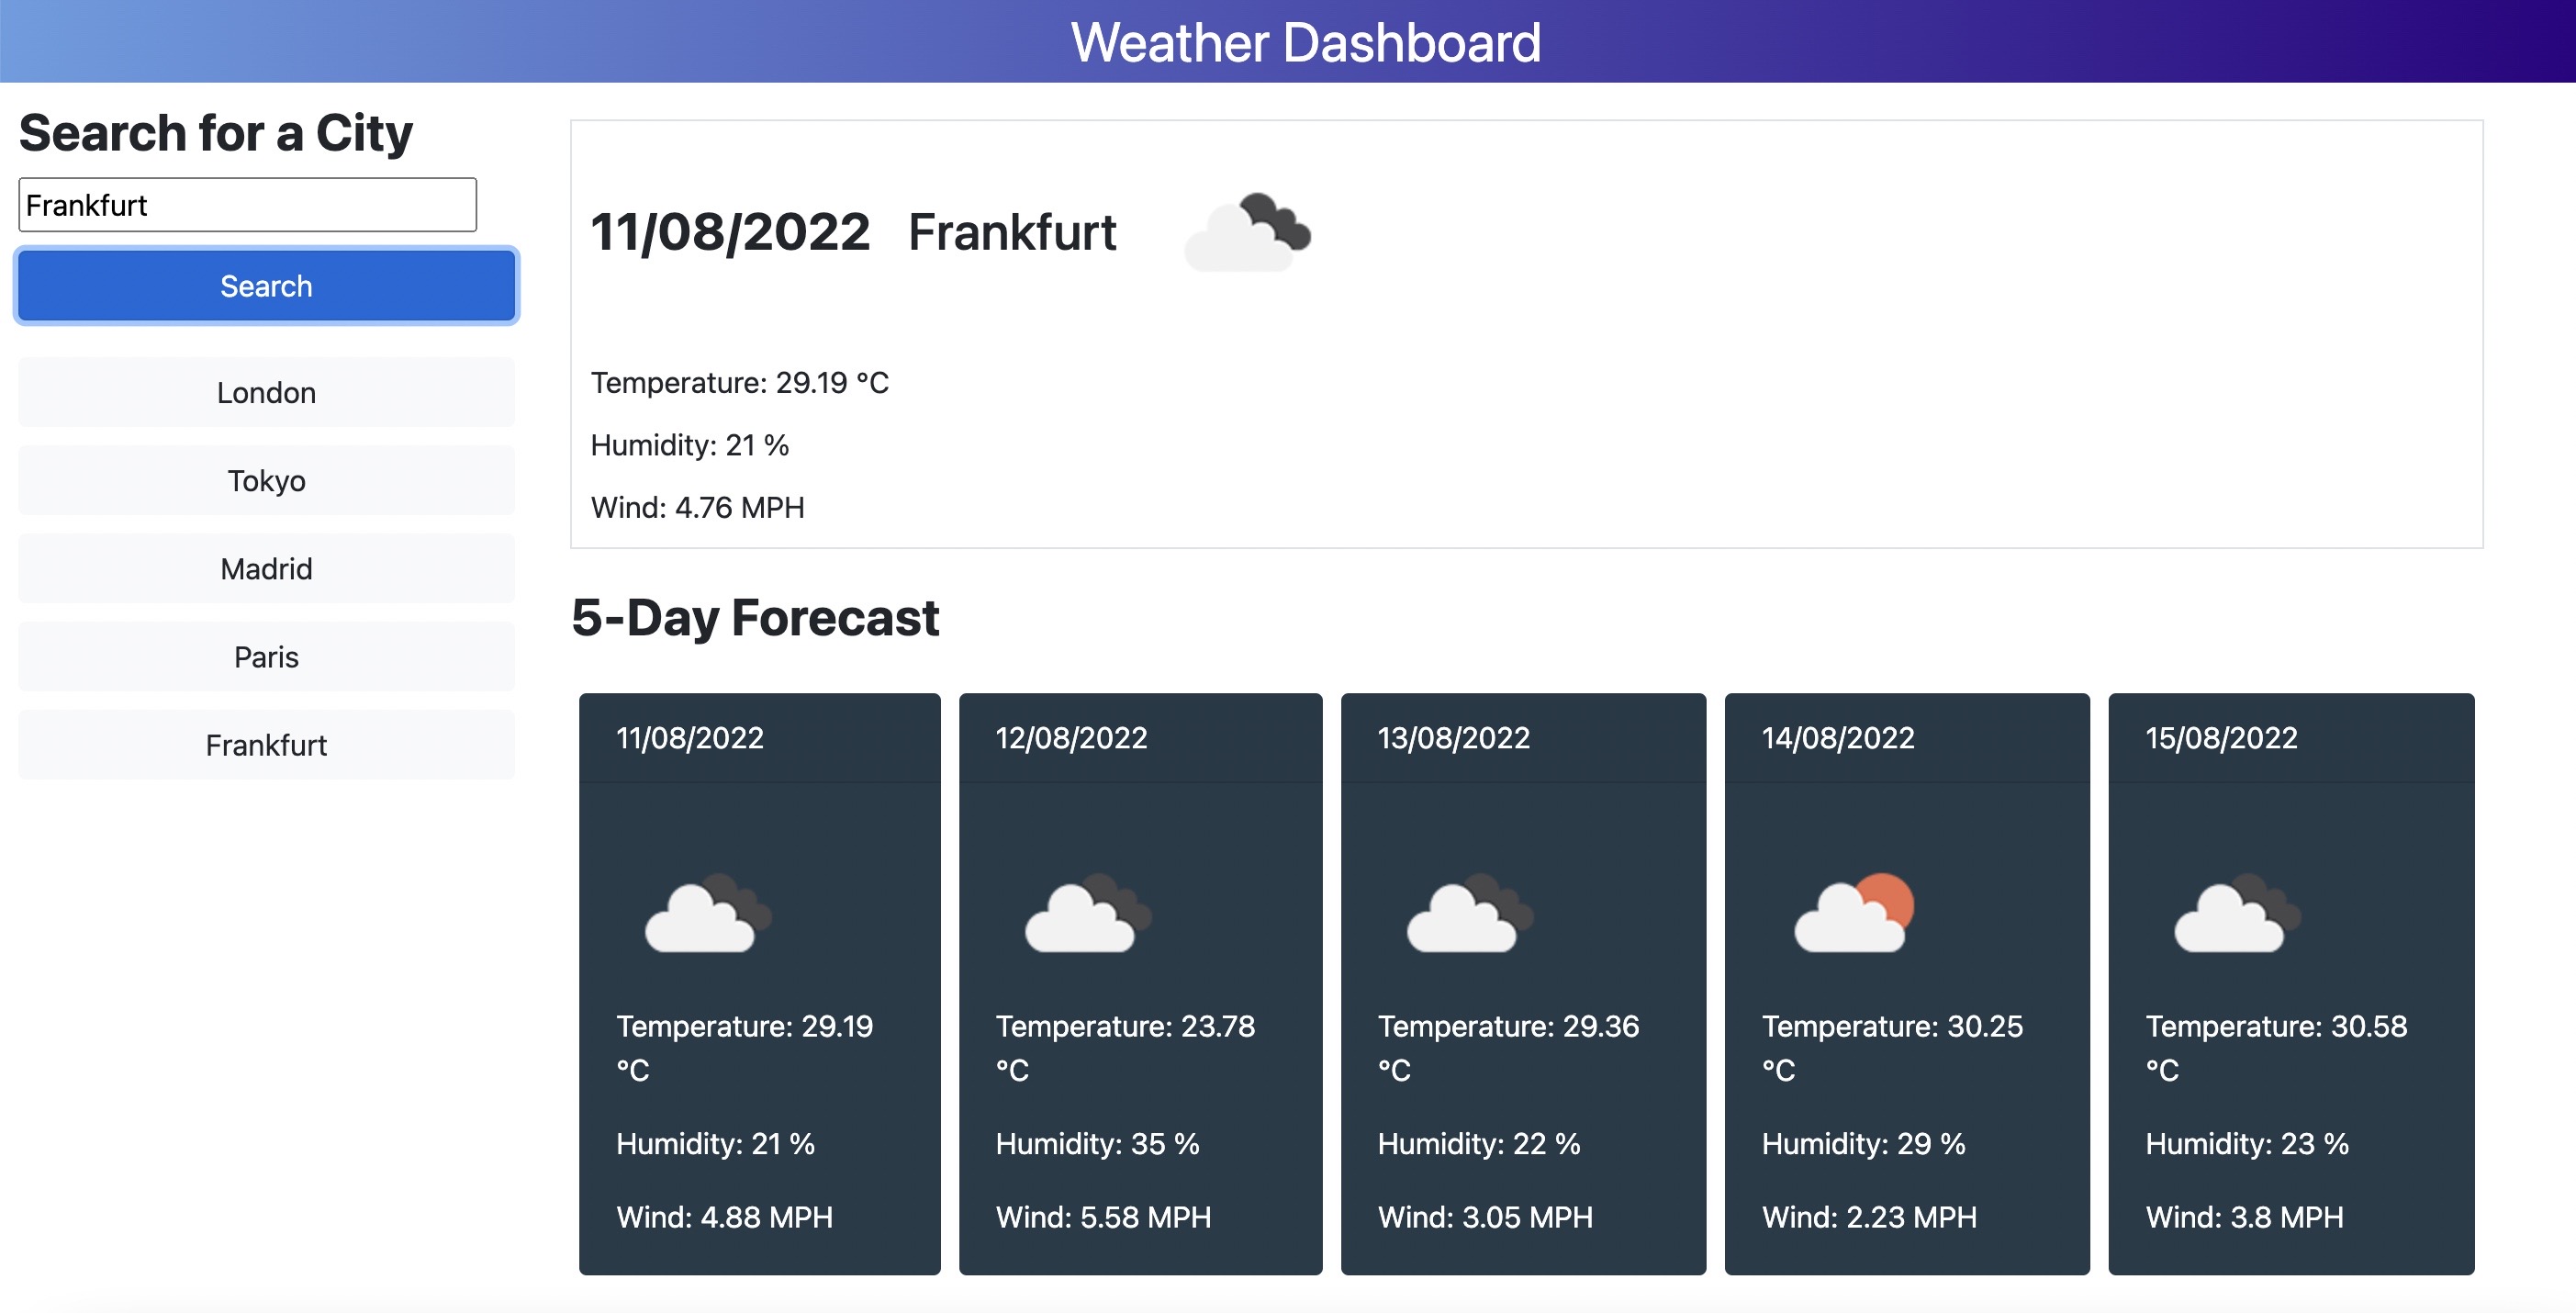 Weather Dashboard
Search for a City
Frankfurt
Search
London
Tokyo
Madrid
Paris
Frankfurt
11/08/2022 Frankfurt
Temperature: 29.19 °C
Humidity: 21 %
Wind: 4.76 MPH
5-Day Forecast
11/08/2022
Temperature: 29.19
°C
Humidity: 21 %
Wind: 4.88 MPH
12/08/2022
Temperature: 23.78
°C
Humidity: 35 %
Wind: 5.58 MPH
13/08/2022
Temperature: 29.36
°C
Humidity: 22 %
Wind: 3.05 MPH
14/08/2022
Temperature: 30.25
°C
Humidity: 29 %
Wind: 2.23 MPH
15/08/2022
Temperature: 30.58
°C
Humidity: 23 %
Wind: 3.8 MPH